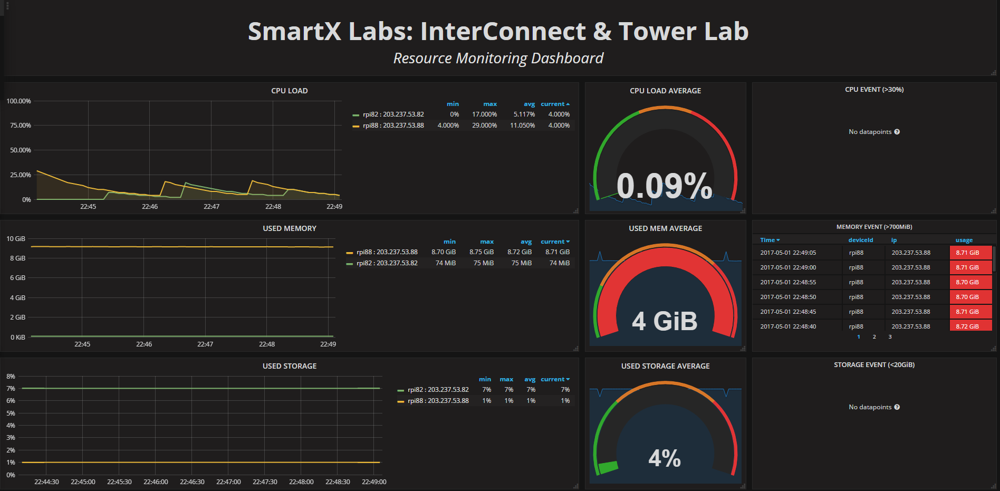 SmartX Labs: InterConnect & Tower Lab
Resource Monitoring Dashboard
CPU LOAD
100.00%
75.00%
50.00%
25.00%
0%
22:45 22:46 22:47 22:48 22:49
min max avg current
rpi82 : 203.237.53.82 0% 17.000% 5.117% 4.000%
rpi88 : 203.237.53.88 4.000% 29.000% 11.050% 4.000%
CPU LOAD AVERAGE
0.09%
CPU EVENT (>30%)
No datapoints
USED MEMORY
10 GiB
8 GiB
6 GiB
4 GiB
2 GiB
0 KiB
22:45 22:46 22:47 22:48 22:49
min max avg current
rpi88 : 203.237.53.88 8.70 GiB 8.75 GiB 8.72 GiB 8.71 GiB
rpi82 : 203.237.53.82 74 MiB 75 MiB 75 MiB 74 MiB
USED MEM AVERAGE
4 GiB
MEMORY EVENT (>700MiB)
Time deviceId ip usage
2017-05-01 22:49:05 rpi88 203.237.53.88 8.71 GiB
2017-05-01 22:49:00 rpi88 203.237.53.88 8.71 GiB
2017-05-01 22:48:55 rpi88 203.237.53.88 8.70 GiB
2017-05-01 22:48:50 rpi88 203.237.53.88 8.70 GiB
2017-05-01 22:48:45 rpi88 203.237.53.88 8.71 GiB
2017-05-01 22:48:40 rpi88 203.237.53.88 8.72 GiB
1 2 3
USED STORAGE
8%
7%
6%
5%
4%
3%
2%
1%
0%
22:44:30 22:45:00 22:45:30 22:46:00 22:46:30 22:47:00 22:47:30 22:48:00 22:48:30 22:49:00
min max avg current
rpi82 : 203.237.53.82 7% 7% 7% 7%
rpi88 : 203.237.53.88 1% 1% 1% 1%
USED STORAGE AVERAGE
4%
STORAGE EVENT (<20GiB)
No datapoints